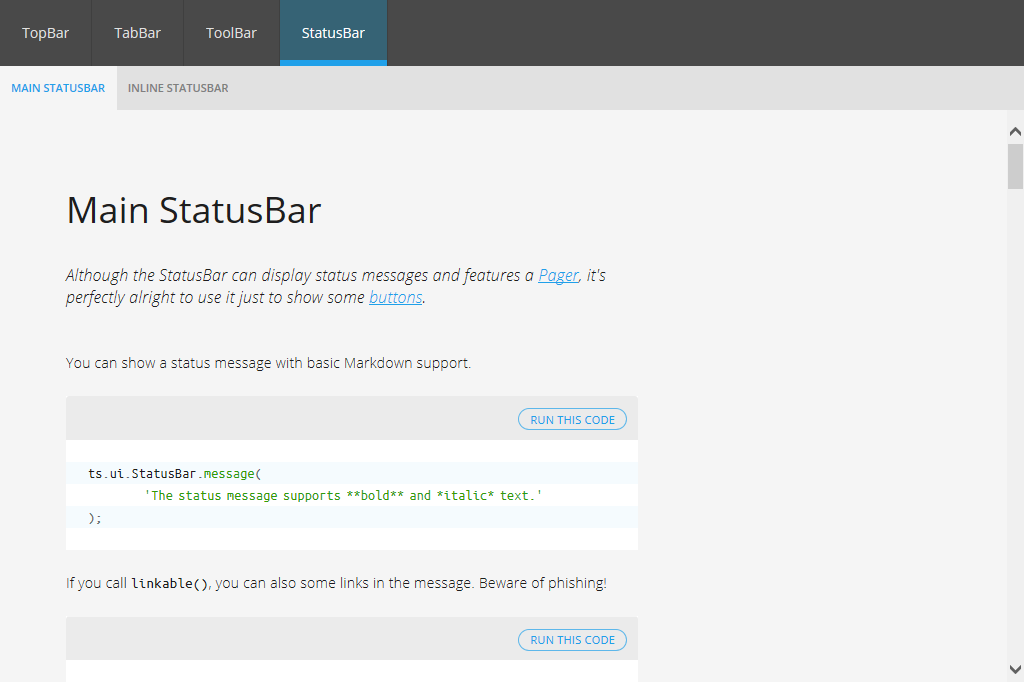 TopBar TabBar ToolBar StatusBar
MAIN STATUSBAR INLINE STATUSBAR
Main StatusBar
Although the StatusBar can display status messages and features a Pager, it's
perfectly alright to use it just to show some buttons.
You can show a status message with basic Markdown support.
RUN THIS CODE
ts.ui.StatusBar.message(
'The status message supports **bold** and *italic* text.'
);
If you call linkable(), you can also some links in the message. Beware of phishing!
RUN THIS CODE